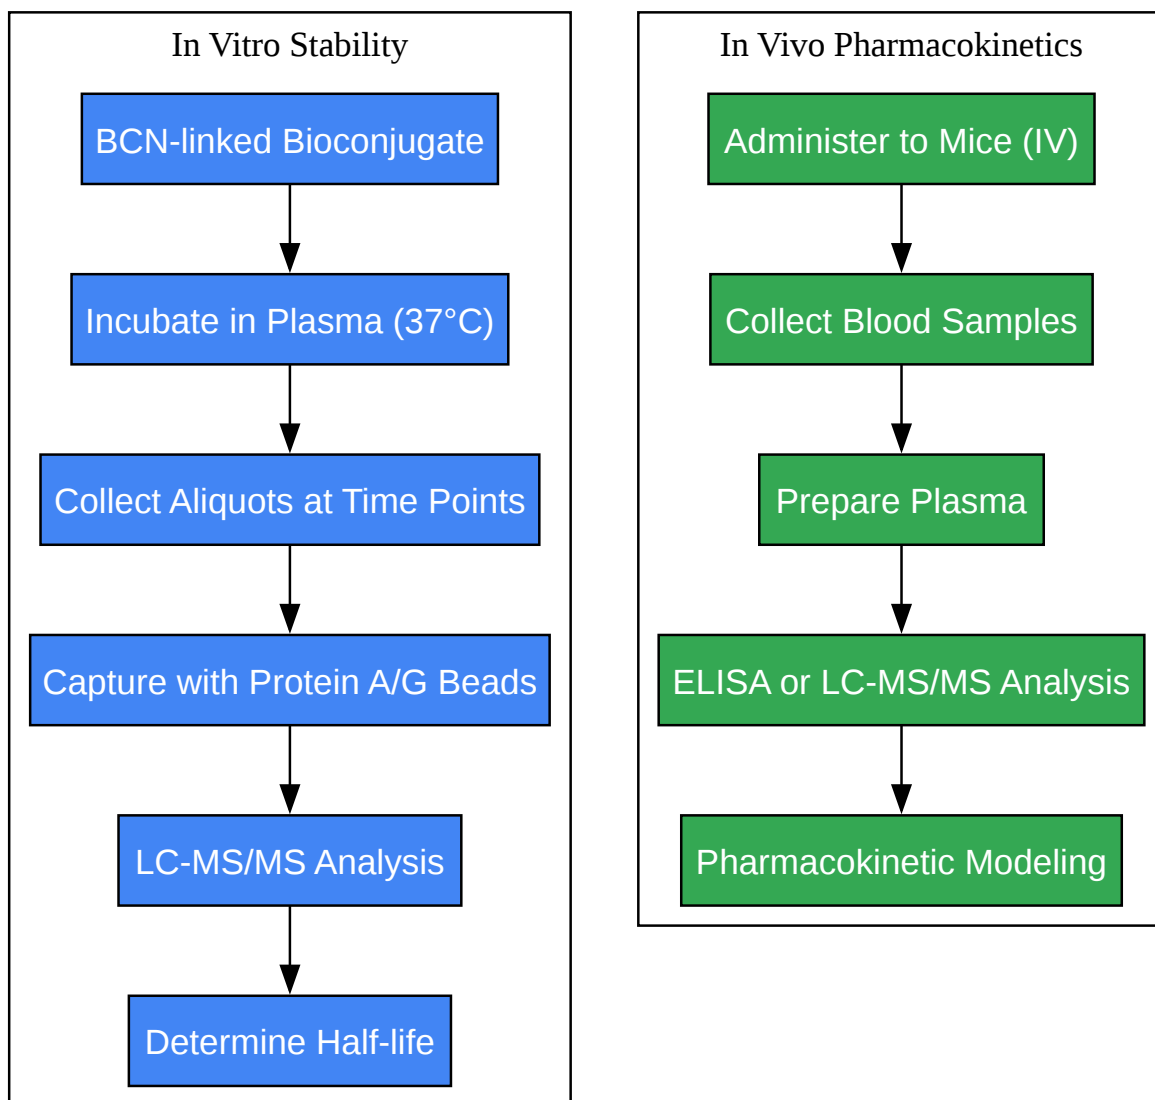 In Vitro Stability
BCN-linked Bioconjugate
Incubate in Plasma (37°C)
Collect Aliquots at Time Points
Capture with Protein A/G Beads
LC-MS/MS Analysis
Determine Half-life
In Vivo Pharmacokinetics
Administer to Mice (IV)
Collect Blood Samples
Prepare Plasma
ELISA or LC-MS/MS Analysis
Pharmacokinetic Modeling